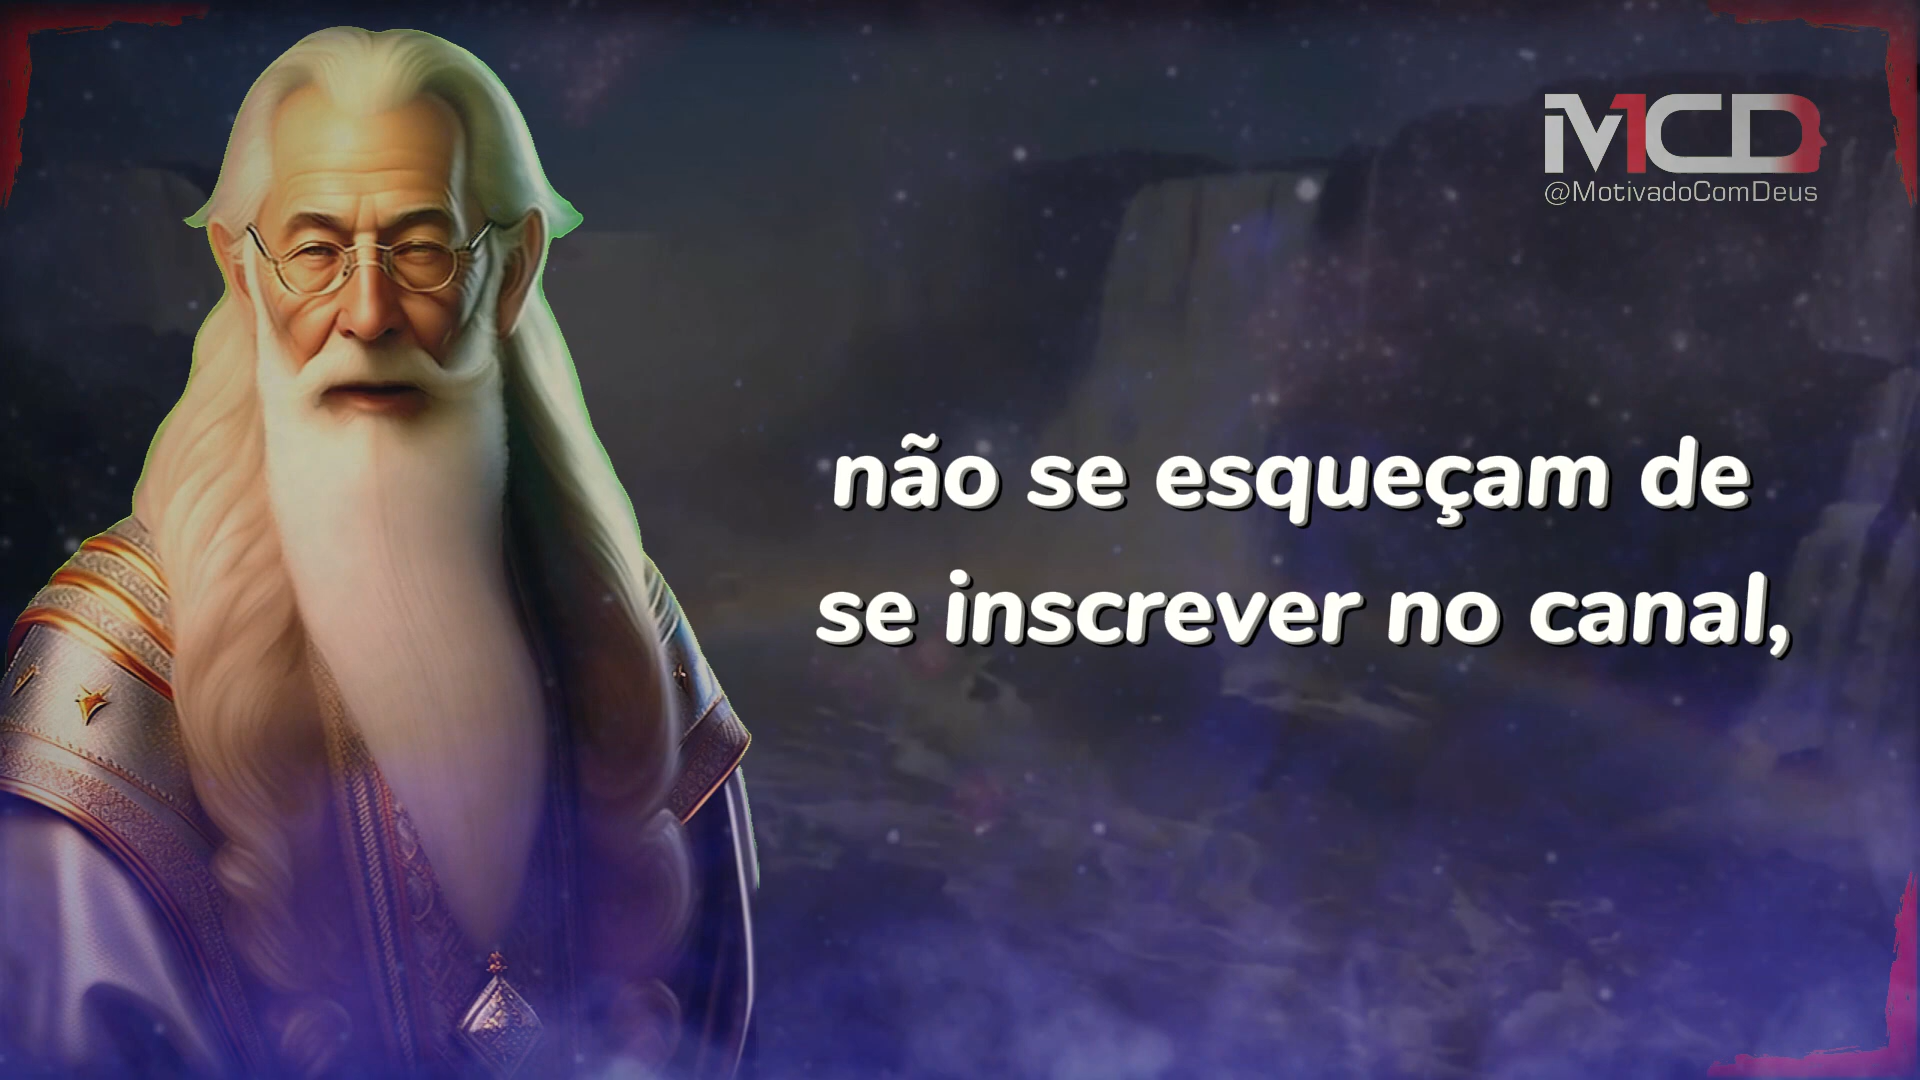 MCD
@MotivadoComDeus
não se esqueçam de
se inscrever no canal,